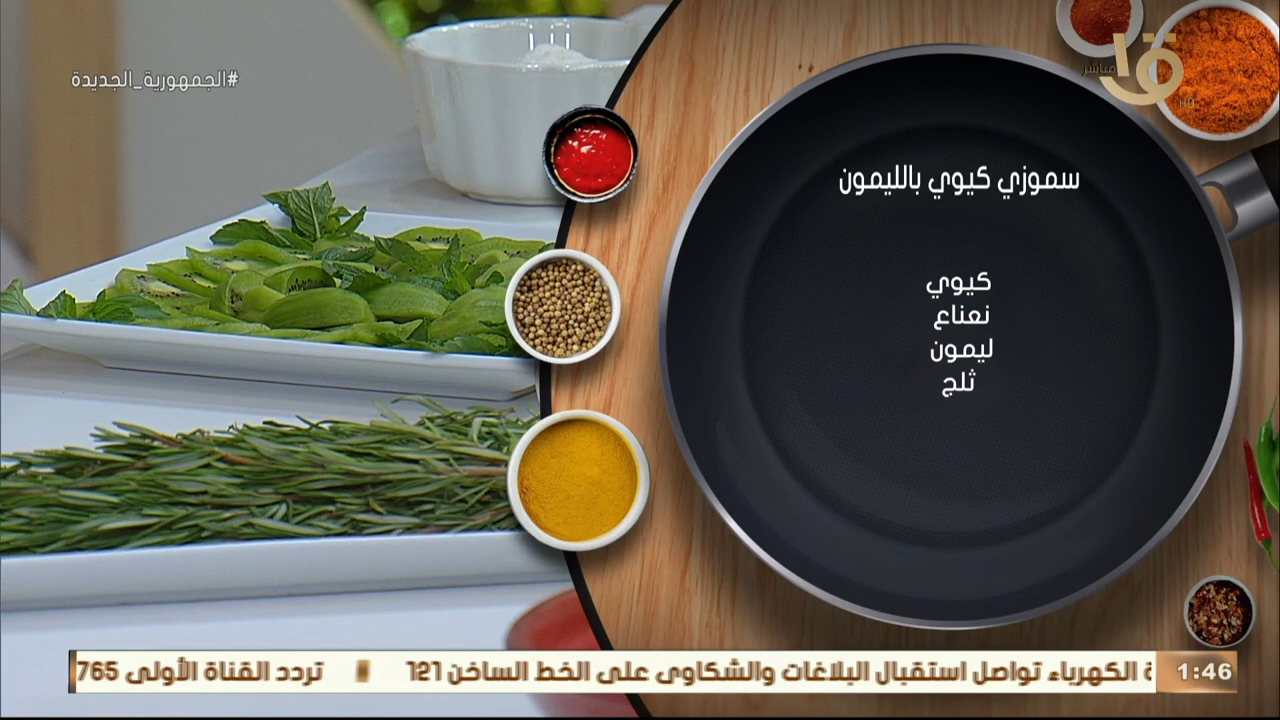 #الجمهورية_الجديدة
مباشر
HD
سموزي كيوي بالليمون
كيوي
نعناع
ليمون
ثلج
الكهرباء تواصل استقبال البلاغات والشكاوى على الخط الساخن 121
تردد القناة الأولى 765
1:46